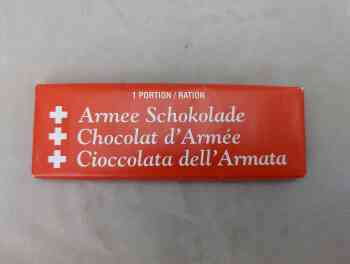 1 PORTION / RATION
Armee Schokolade
Chocolat d'Armée
Cioccolata dell'Armata